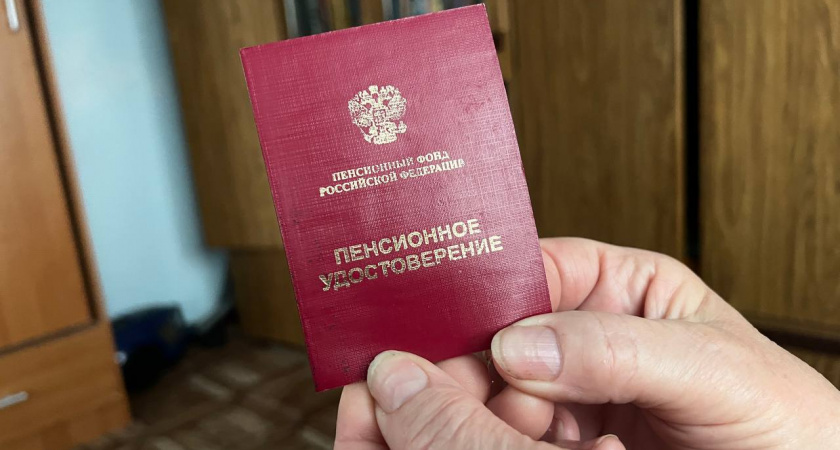 ПЕНСИОННЫЙ ФОНД
РОССИЙСКОЙ ФЕДЕРАЦИИ
ПЕНСИОННОЕ
УДОСТОВЕРЕНИЕ